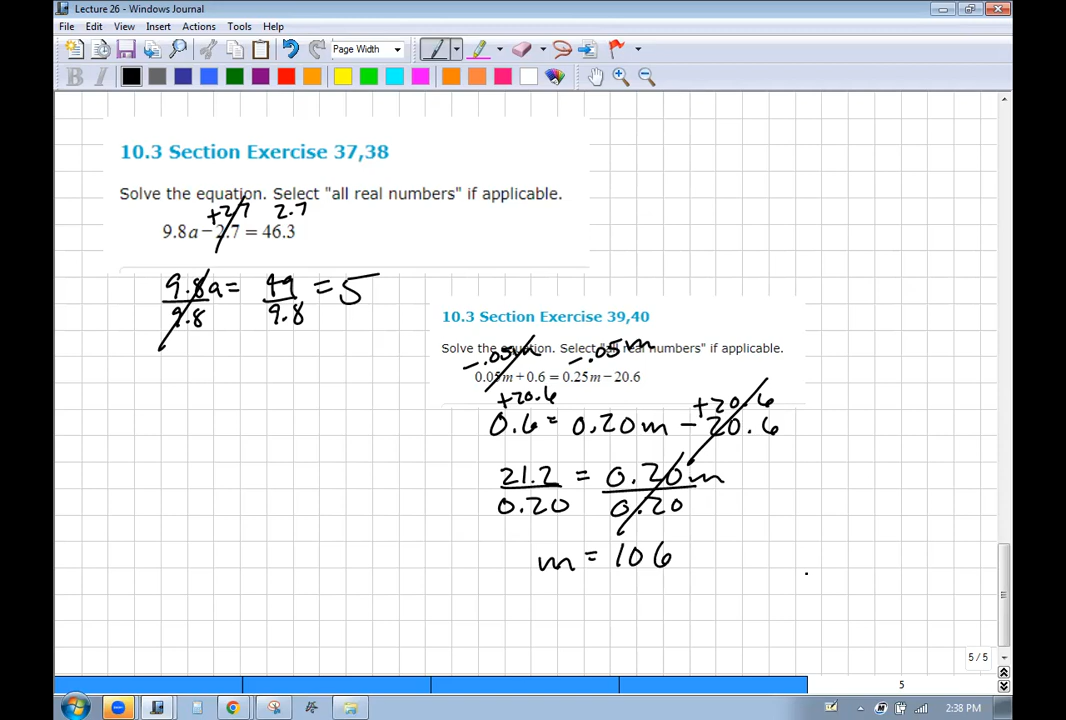 Lecture 26 - Windows Journal
File Edit View Insert Actions Tools Help
Page Width
B I
10.3 Section Exercise 37,38
Solve the equation. Select "all real numbers" if applicable.
+2.7 2.7
9.8a − 2.7 = 46.3
9.8a = 49 = 5
9.8 9.8
10.3 Section Exercise 39,40
Solve the equation. Select "all real numbers" if applicable.
-.05m -.05m
0.05m + 0.6 = 0.25m − 20.6
+20.6 +20.6
0.6 = 0.20m - 20.6
21.2 = 0.20m
0.20 0.20
m = 106
5 / 5
5
2:38 PM